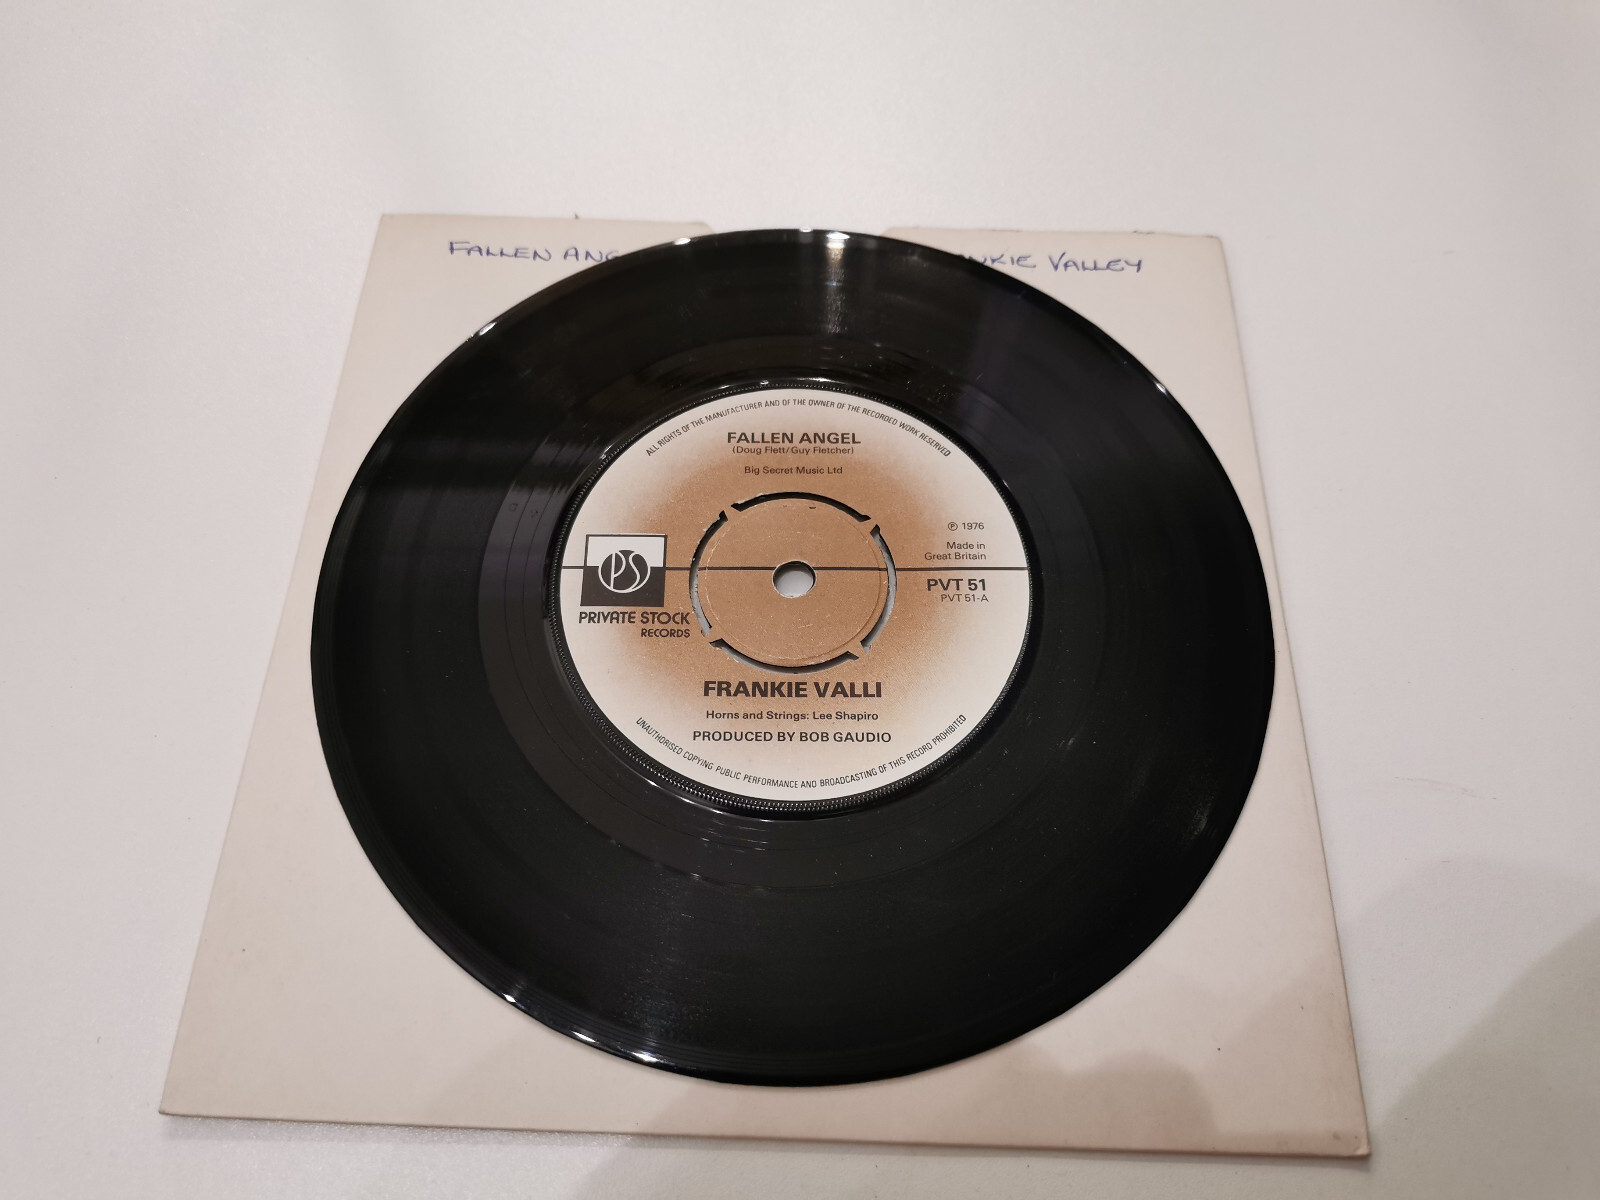 FALLEN ANG
NKIE VALLEY
ALL RIGHTS OF THE MANUFACTURER AND OF THE OWNER OF THE RECORDED WORK RESERVED
FALLEN ANGEL
(Doug Flett/Guy Fletcher)
Big Secret Music Ltd
℗ 1976
Made in
Great Britain
PS
PVT 51
PVT 51-A
PRIVATE STOCK
RECORDS
FRANKIE VALLI
Horns and Strings: Lee Shapiro
PRODUCED BY BOB GAUDIO
UNAUTHORISED COPYING PUBLIC PERFORMANCE AND BROADCASTING OF THIS RECORD PROHIBITED